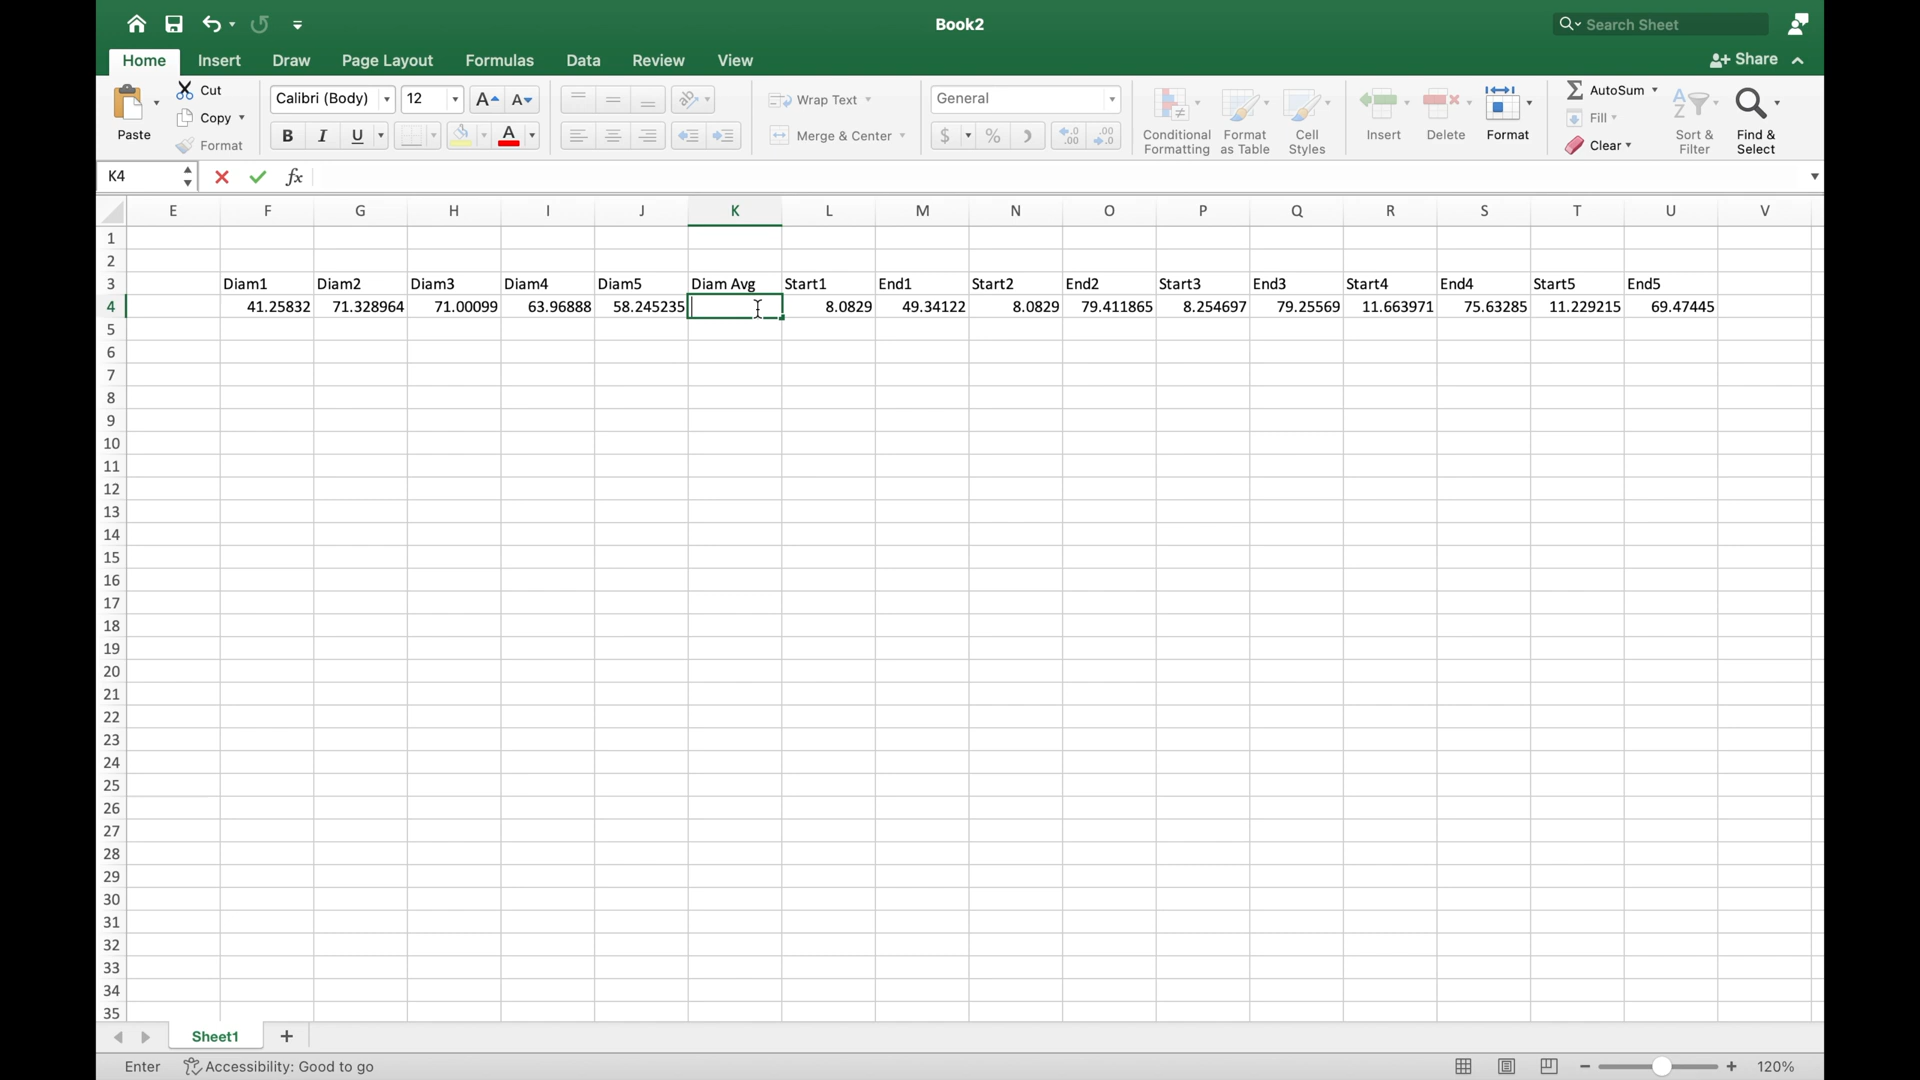 Book2
Search Sheet
Home Insert Draw Page Layout Formulas Data Review View
Share
Paste
Cut
Copy
Format
Calibri (Body) 12
B I U
Wrap Text
Merge & Center
General
$ %
Conditional Formatting
Format as Table
Cell Styles
Insert
Delete
Format
AutoSum
Fill
Clear
Sort & Filter
Find & Select
K4
fx
E F G H I J K L M N O P Q R S T U V
1
2
3 Diam1 Diam2 Diam3 Diam4 Diam5 Diam Avg Start1 End1 Start2 End2 Start3 End3 Start4 End4 Start5 End5
4 41.25832 71.328964 71.00099 63.96888 58.245235 8.0829 49.34122 8.0829 79.411865 8.254697 79.25569 11.663971 75.63285 11.229215 69.47445
5
6
7
8
9
10
11
12
13
14
15
16
17
18
19
20
21
22
23
24
25
26
27
28
29
30
31
32
33
34
35
Sheet1
Enter Accessibility: Good to go 120%